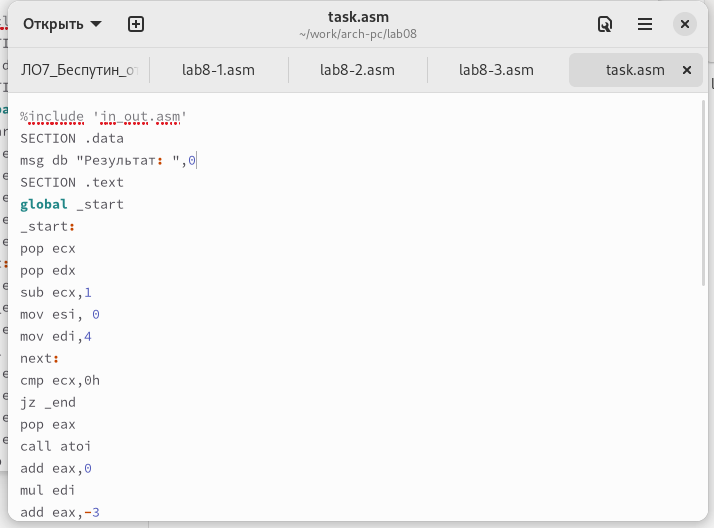 Открыть
task.asm
~/work/arch-pc/lab08
ЛО7_Беспутин_от
lab8-1.asm
lab8-2.asm
lab8-3.asm
task.asm
%include 'in_out.asm'
SECTION .data
msg db "Результат: ",0
SECTION .text
global _start
_start:
pop ecx
pop edx
sub ecx,1
mov esi, 0
mov edi,4
next:
cmp ecx,0h
jz _end
pop eax
call atoi
add eax,0
mul edi
add eax,-3